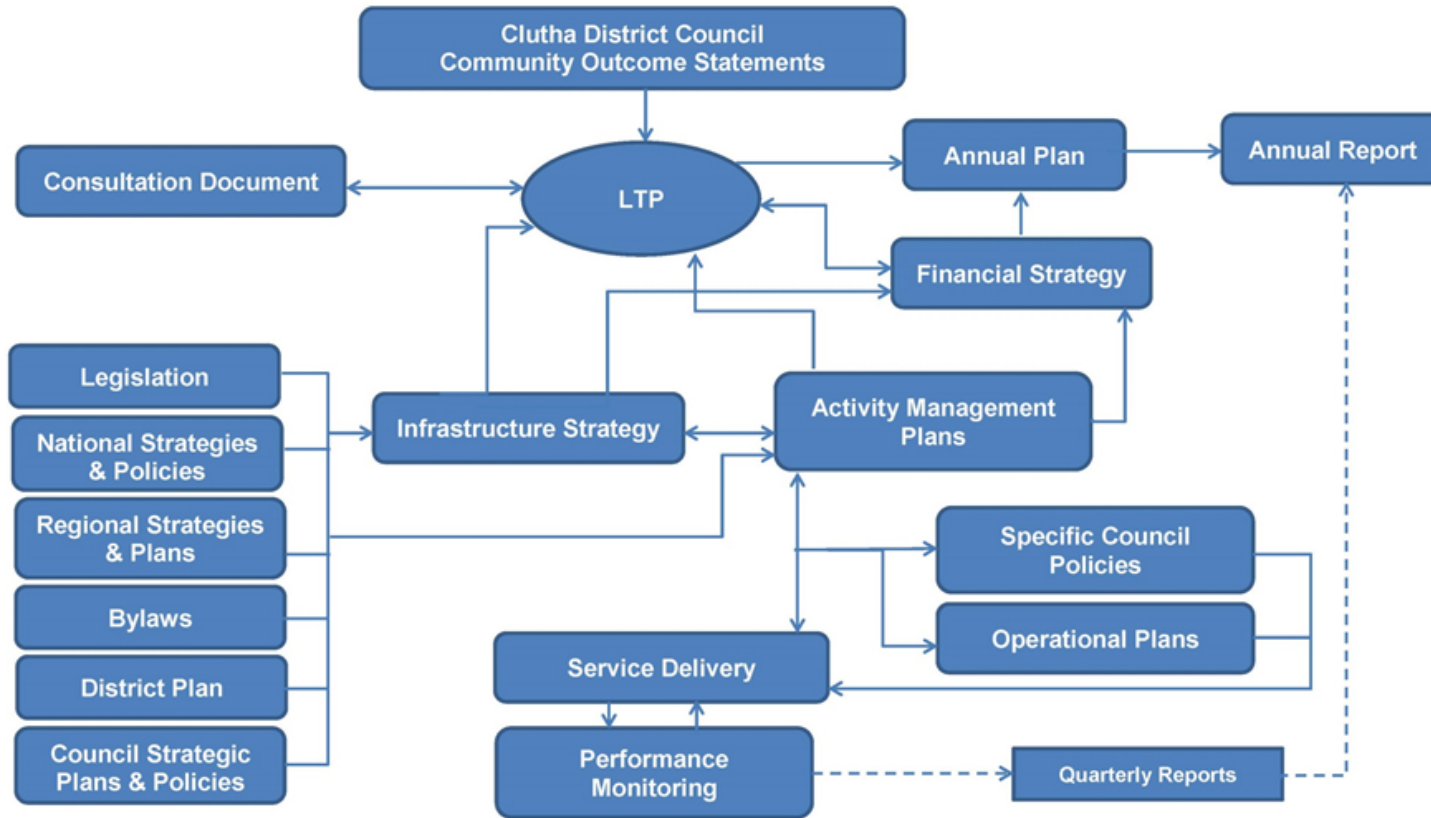 Clutha District Council
Community Outcome Statements
Consultation Document
LTP
Annual Plan
Annual Report
Financial Strategy
Legislation
National Strategies
& Policies
Regional Strategies
& Plans
Bylaws
District Plan
Council Strategic
Plans & Policies
Infrastructure Strategy
Activity Management
Plans
Specific Council
Policies
Operational Plans
Service Delivery
Performance
Monitoring
Quarterly Reports